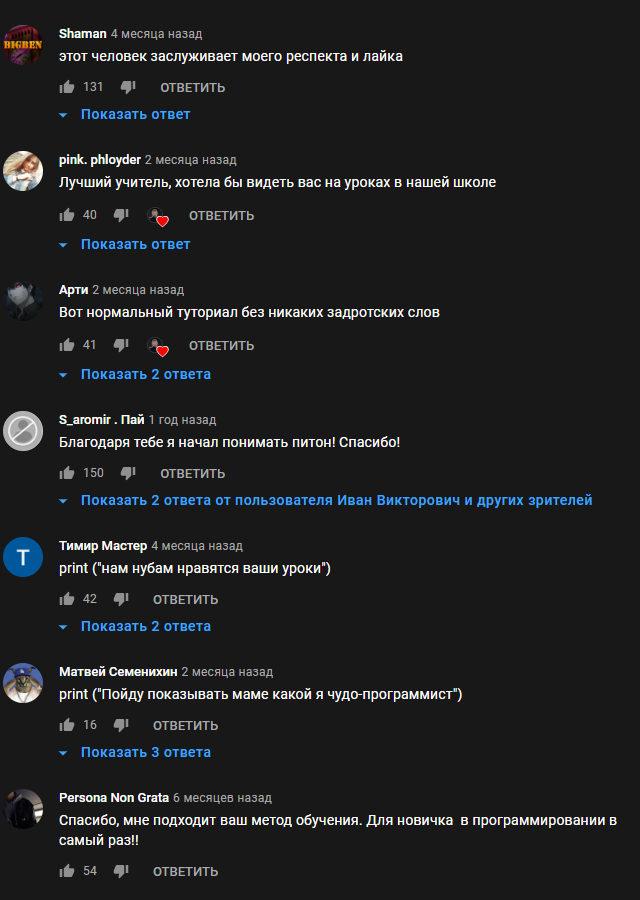 BIGBEN
Shaman 4 месяца назад
этот человек заслуживает моего респекта и лайка
131 ОТВЕТИТЬ
Показать ответ
pink. phloyder 2 месяца назад
Лучший учитель, хотела бы видеть вас на уроках в нашей школе
40 ОТВЕТИТЬ
Показать ответ
Арти 2 месяца назад
Вот нормальный туториал без никаких задротских слов
41 ОТВЕТИТЬ
Показать 2 ответа
S_aromir . Пай 1 год назад
Благодаря тебе я начал понимать питон! Спасибо!
150 ОТВЕТИТЬ
Показать 2 ответа от пользователя Иван Викторович и других зрителей
T
Тимир Мастер 4 месяца назад
print ("нам нубам нравятся ваши уроки")
42 ОТВЕТИТЬ
Показать 2 ответа
Матвей Семенихин 2 месяца назад
print ("Пойду показывать маме какой я чудо-программист")
16 ОТВЕТИТЬ
Показать 3 ответа
Persona Non Grata 6 месяцев назад
Спасибо, мне подходит ваш метод обучения. Для новичка  в программировании в
самый раз!!
54 ОТВЕТИТЬ